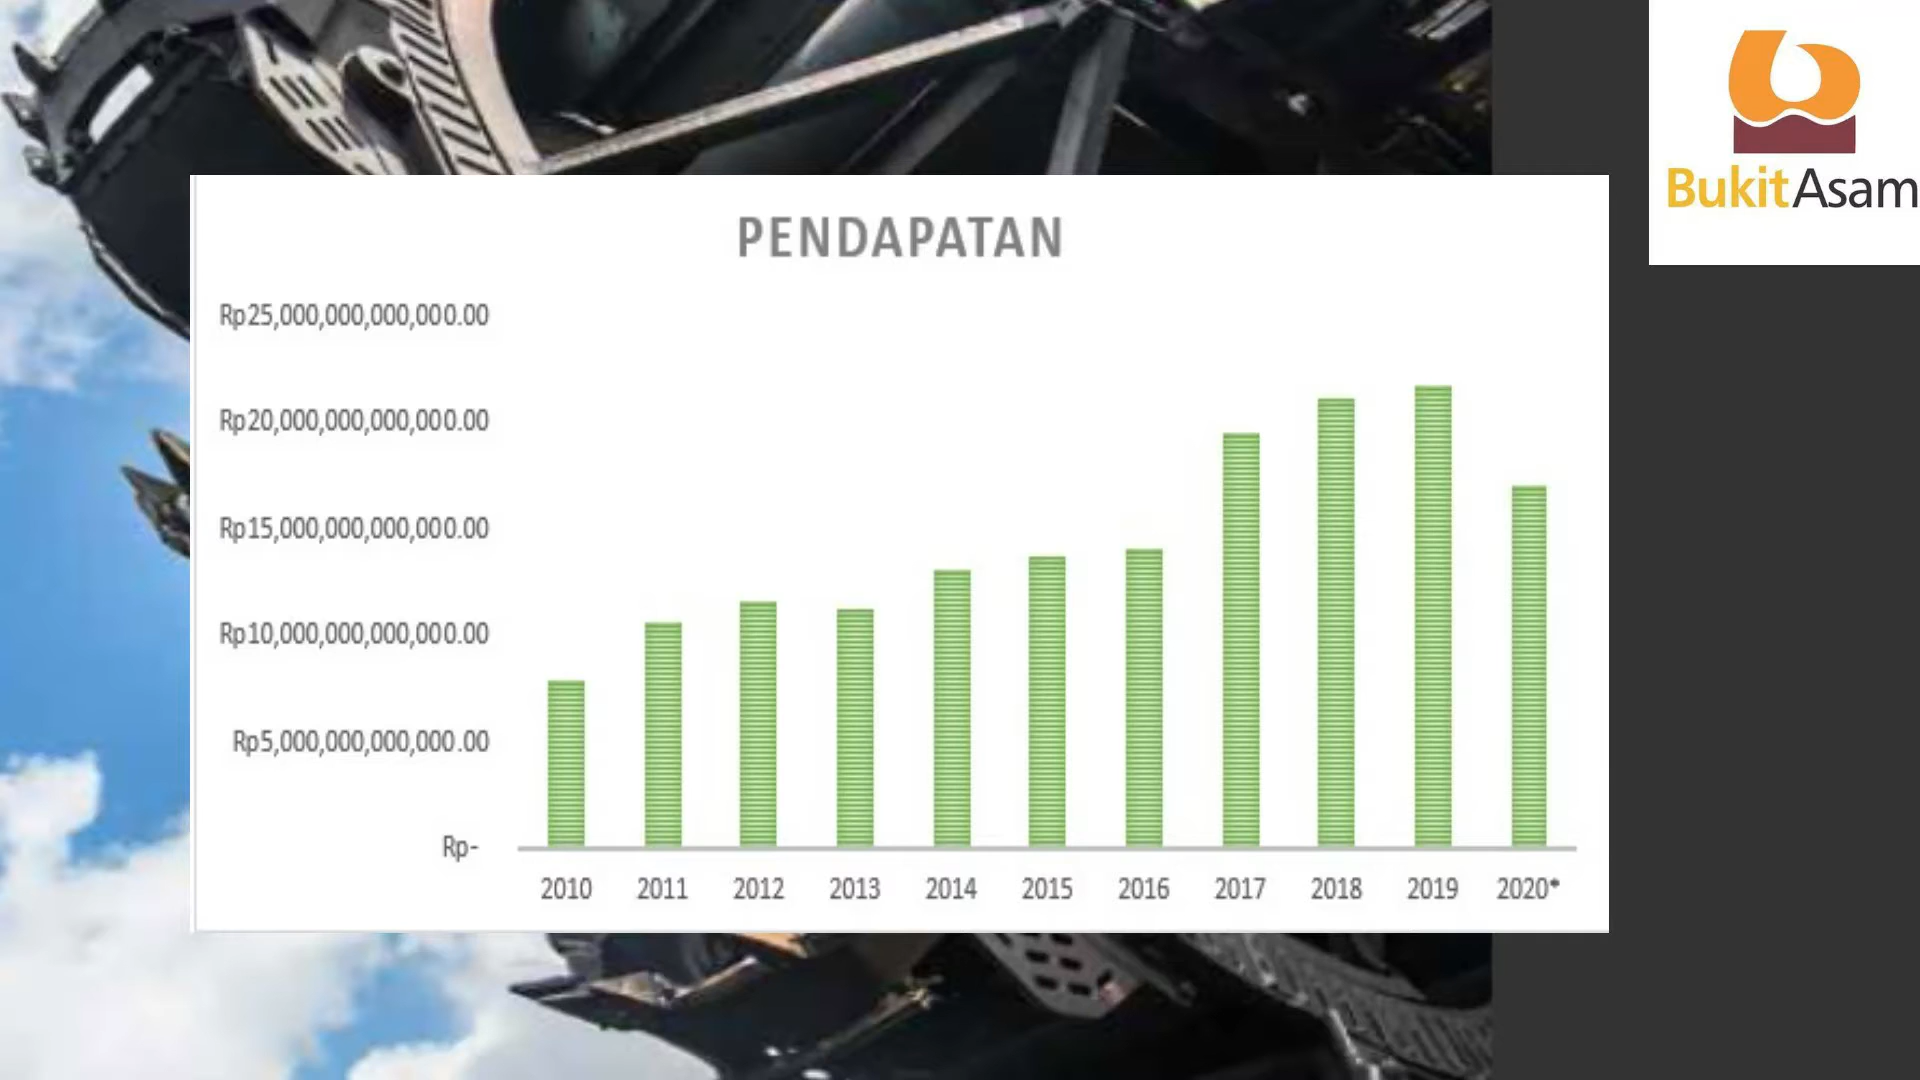 BukitAsam
PENDAPATAN
Rp25,000,000,000,000.00
Rp20,000,000,000,000.00
Rp15,000,000,000,000.00
Rp10,000,000,000,000.00
Rp5,000,000,000,000.00
Rp-
2010 2011 2012 2013 2014 2015 2016 2017 2018 2019 2020*